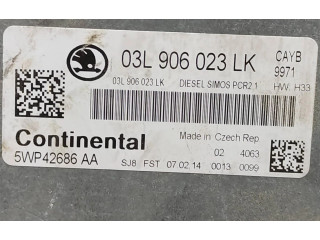 03L 906 023 LK CAYB
9971
03L 906 023 LK DIESEL SIMOS PCR2.1 HW: H33
Continental
Made in Czech Rep
02 4063
5WP42686 AA SJ8 FST 07.02.14 0013 0099